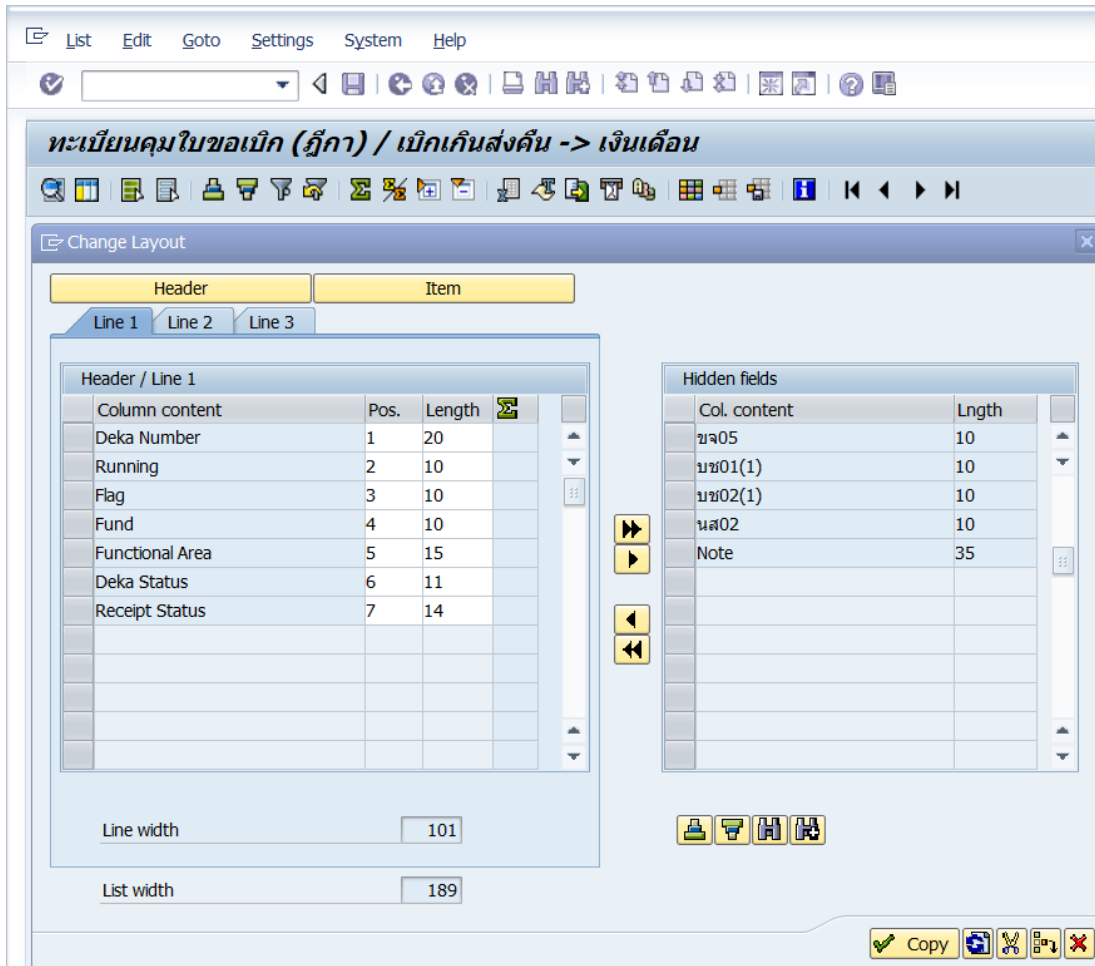 List Edit Goto Settings System Help
ทะเบียนคุมใบขอเบิก (ฎีกา) / เบิกเกินส่งคืน -> เงินเดือน
Change Layout
Header Item
Line 1 Line 2 Line 3
Header / Line 1
Column content Pos. Length
Deka Number 1 20
Running 2 10
Flag 3 10
Fund 4 10
Functional Area 5 15
Deka Status 6 11
Receipt Status 7 14
Line width 101
List width 189
Hidden fields
Col. content Lngth
ขจ05 10
บช01(1) 10
บช02(1) 10
นส02 10
Note 35
Copy